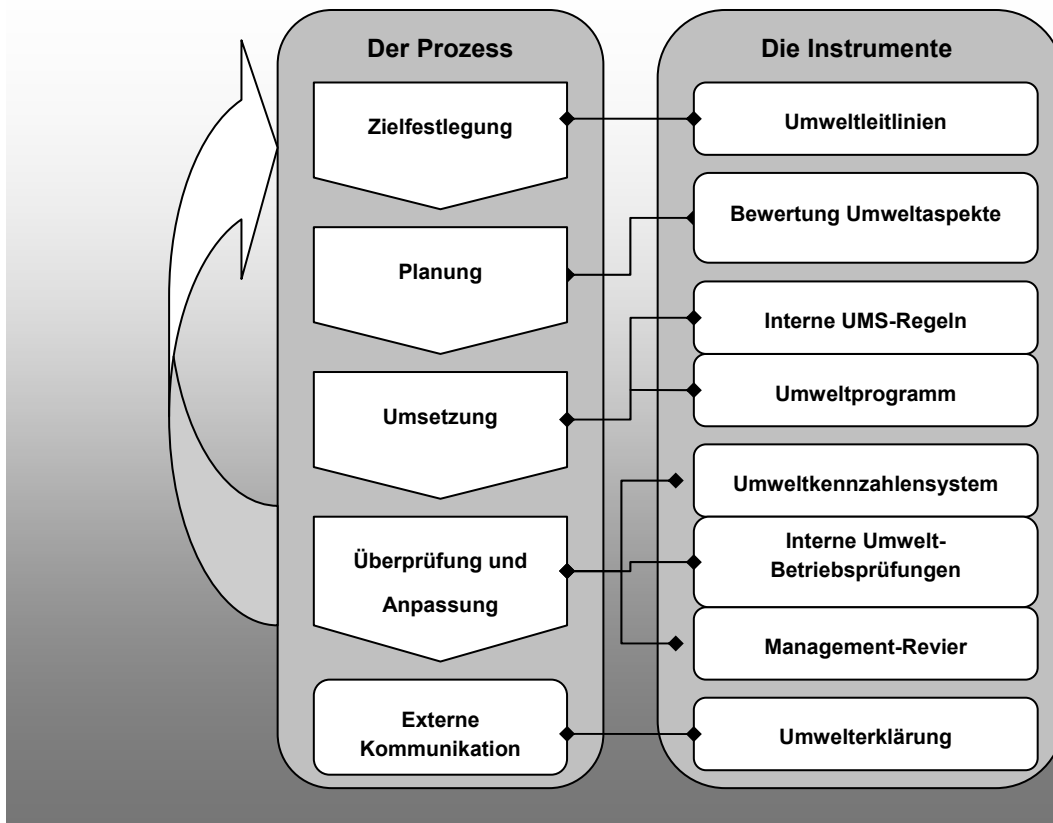 Der Prozess
Zielfestlegung
Planung
Umsetzung
Überprüfung und
Anpassung
Externe
Kommunikation
Die Instrumente
Umweltleitlinien
Bewertung Umweltaspekte
Interne UMS-Regeln
Umweltprogramm
Umweltkennzahlensystem
Interne Umwelt-
Betriebsprüfungen
Management-Revier
Umwelterklärung